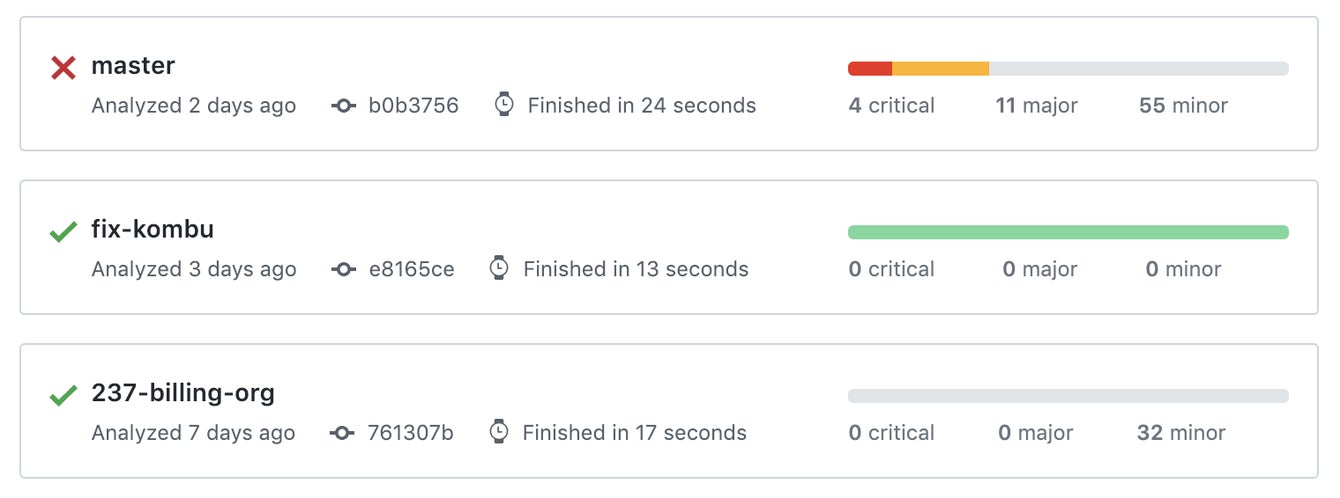 master
Analyzed 2 days ago b0b3756 Finished in 24 seconds 4 critical 11 major 55 minor
fix-kombu
Analyzed 3 days ago e8165ce Finished in 13 seconds 0 critical 0 major 0 minor
237-billing-org
Analyzed 7 days ago 761307b Finished in 17 seconds 0 critical 0 major 32 minor